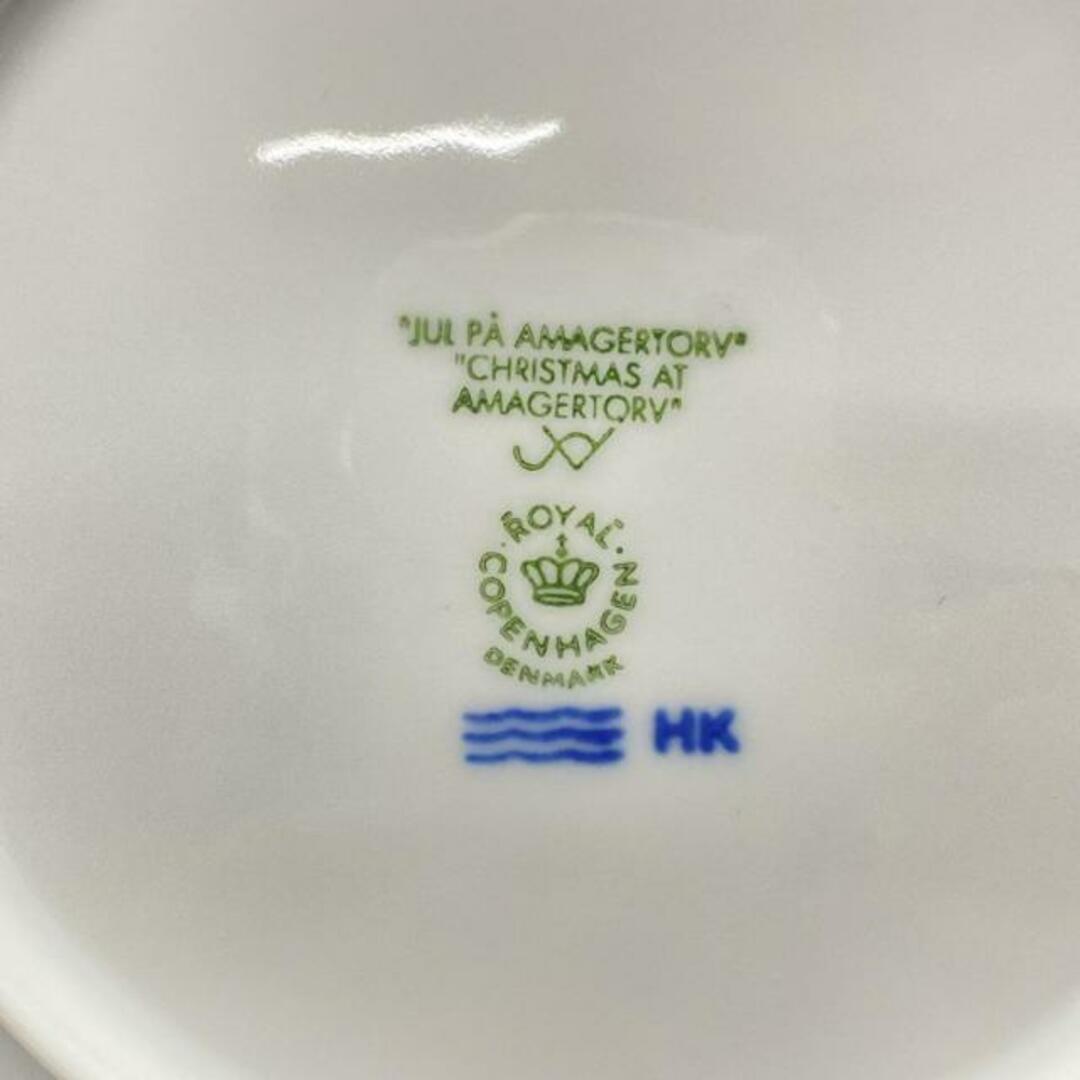 "JUL PÅ AMAGERTORV"
"CHRISTMAS AT
AMAGERTORV"
ROYAL
COPENHAGEN
DENMARK
HK